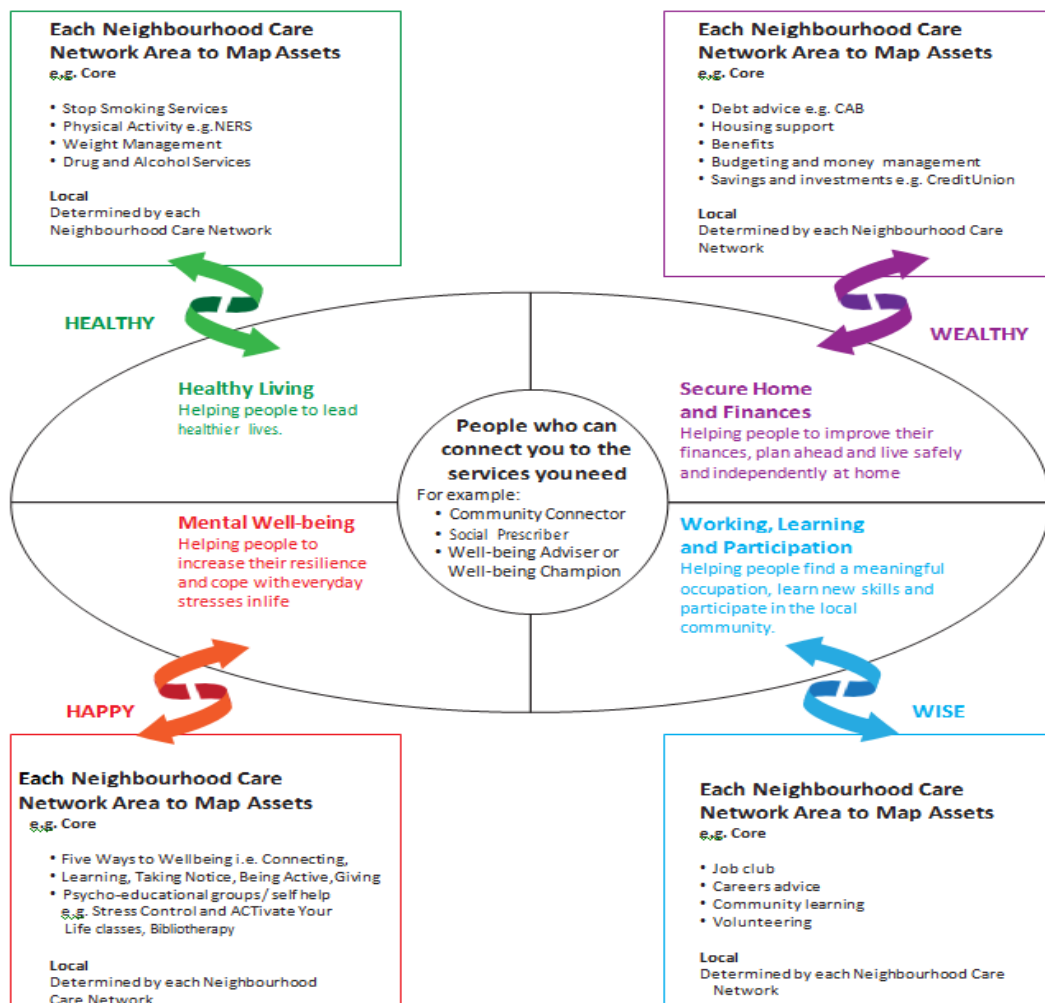 Each Neighbourhood Care
Network Area to Map Assets
e.g. Core
• Stop Smoking Services
• Physical Activity e.g.NERS
• Weight Management
• Drug and Alcohol Services
Local
Determined by each
Neighbourhood Care Network
Each Neighbourhood Care
Network Area to Map Assets
e.g. Core
• Debt advice e.g. CAB
• Housing support
• Benefits
• Budgeting and money management
• Savings and investments e.g. CreditUnion
Local
Determined by each Neighbourhood Care
Network
HEALTHY
WEALTHY
Healthy Living
Helping people to lead
healthier lives.
Secure Home
and Finances
Helping people to improve their
finances, plan ahead and live safely
and independently at home
People who can
connect you to the
services youneed
For example:
• Community Connector
• Social Prescriber
• Well-being Adviser or
Well-being Champion
Mental Well-being
Helping people to
increase their resilience
and cope witheveryday
stresses in life
Working, Learning
and Participation
Helping people find a meaningful
occupation, learn new skills and
participate in the local
community.
HAPPY
WISE
Each Neighbourhood Care
Network Area to Map Assets
e.g. Core
• Five Ways to Wellbeing i.e. Connecting,
• Learning, Taking Notice, Being Active,Giving
• Psycho-educational groups/ self help
e.g. Stress Control and ACTivate Your
Life classes, Bibliotherapy
Local
Determined by each Neighbourhood
Care Network
Each Neighbourhood Care
Network Area to Map Assets
e.g. Core
• Job club
• Careers advice
• Community learning
• Volunteering
Local
Determined by each Neighbourhood Care
Network